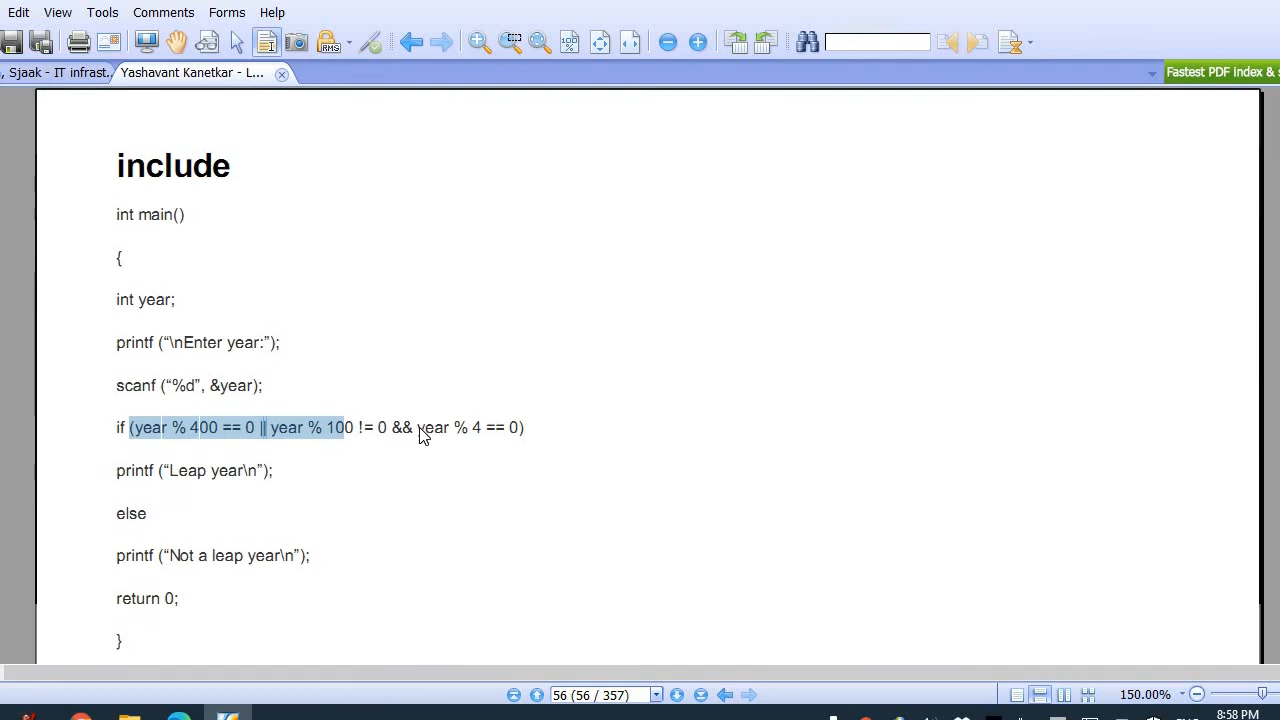 Edit View Tools Comments Forms Help
RMS
100%
, Sjaak - IT infrast... Yashavant Kanetkar - L... Fastest PDF index & s
include
int main()
{
int year;
printf (“\nEnter year:”);
scanf (“%d”, &year);
if (year % 400 == 0 || year % 100 != 0 && year % 4 == 0)
printf (“Leap year\n”);
else
printf (“Not a leap year\n”);
return 0;
}
56 (56 / 357) 150.00%
8:58 PM